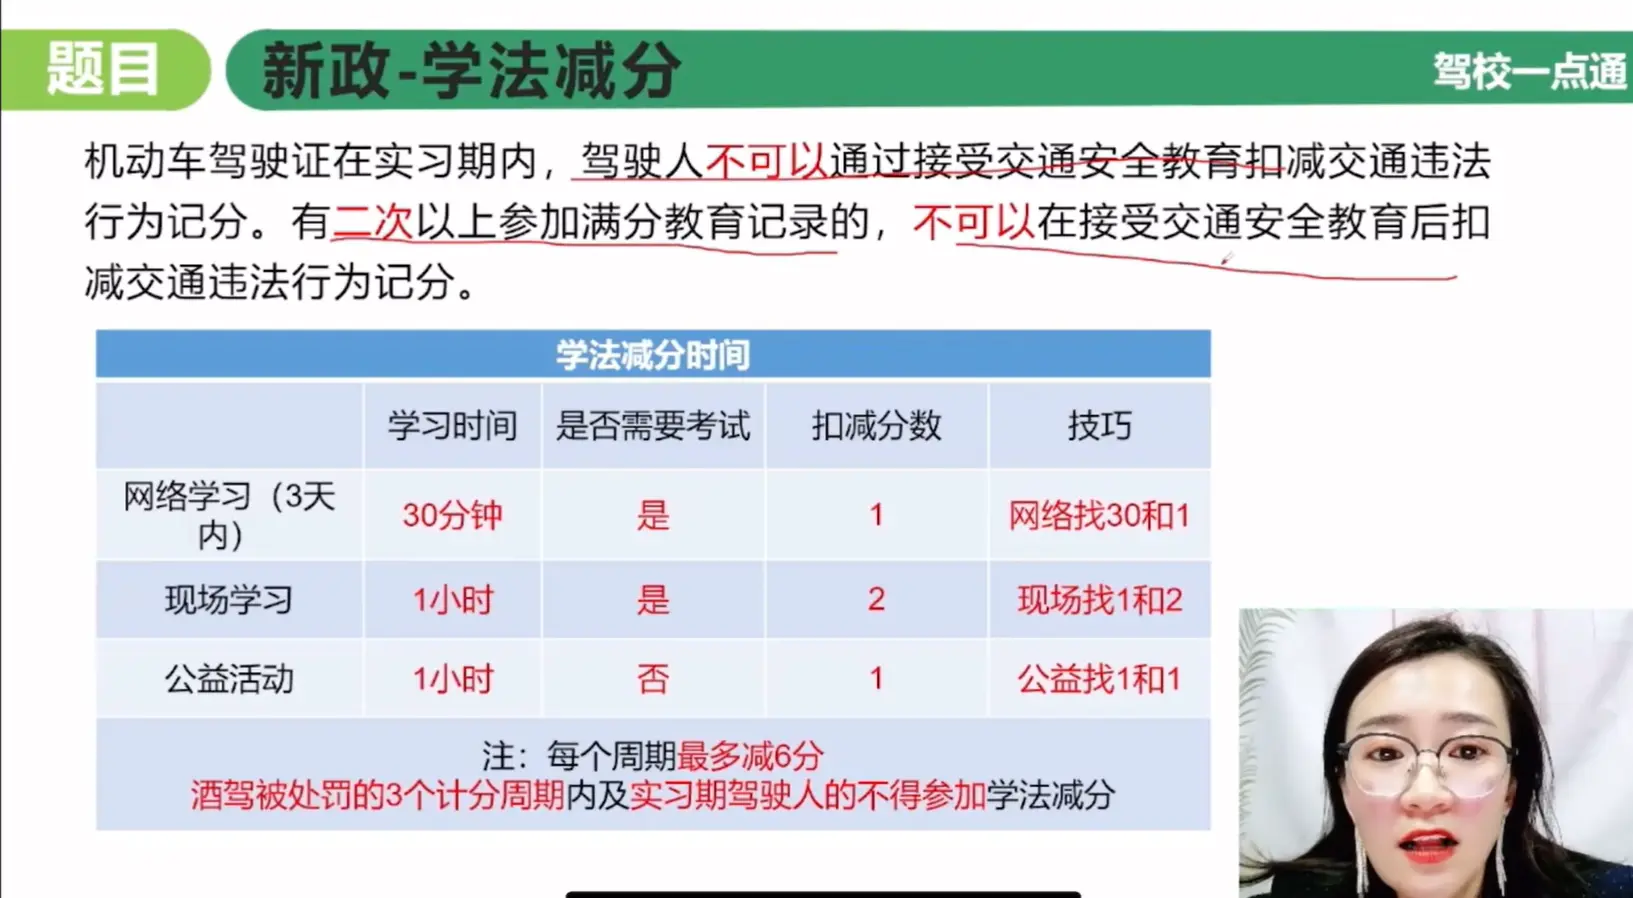 题目
新政-学法减分
驾校一点通
机动车驾驶证在实习期内，驾驶人不可以通过接受交通安全教育扣减交通违法
行为记分。有二次以上参加满分教育记录的，不可以在接受交通安全教育后扣
减交通违法行为记分。
学法减分时间
学习时间 是否需要考试 扣减分数 技巧
网络学习（3天
内） 30分钟 是 1 网络找30和1
现场学习 1小时 是 2 现场找1和2
公益活动 1小时 否 1 公益找1和1
注：每个周期最多减6分
酒驾被处罚的3个计分周期内及实习期驾驶人的不得参加学法减分